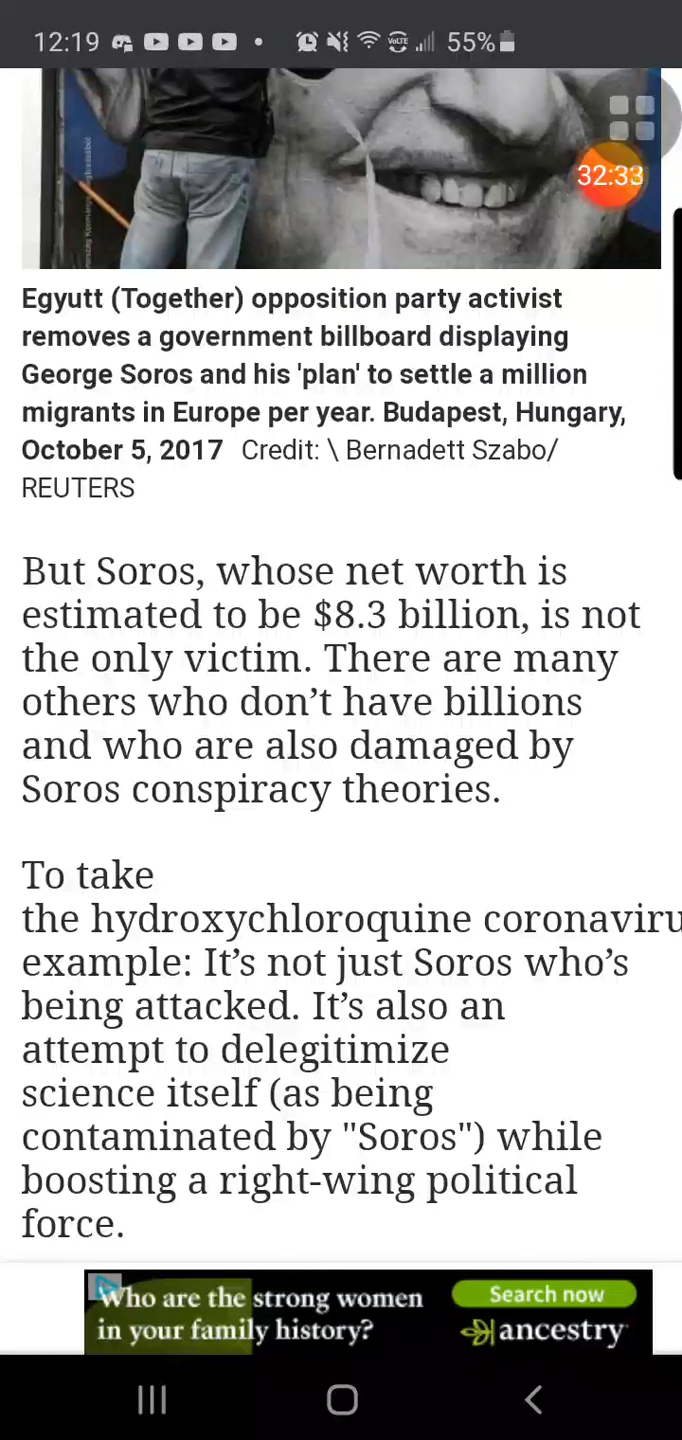 12:19 55%
32:33
Egyutt (Together) opposition party activist
removes a government billboard displaying
George Soros and his 'plan' to settle a million
migrants in Europe per year. Budapest, Hungary,
October 5, 2017 Credit: \ Bernadett Szabo/
REUTERS
But Soros, whose net worth is
estimated to be $8.3 billion, is not
the only victim. There are many
others who don’t have billions
and who are also damaged by
Soros conspiracy theories.
To take
the hydroxychloroquine coronaviru
example: It’s not just Soros who’s
being attacked. It’s also an
attempt to delegitimize
science itself (as being
contaminated by "Soros") while
boosting a right-wing political
force.
Who are the strong women
in your family history?
Search now
ancestry